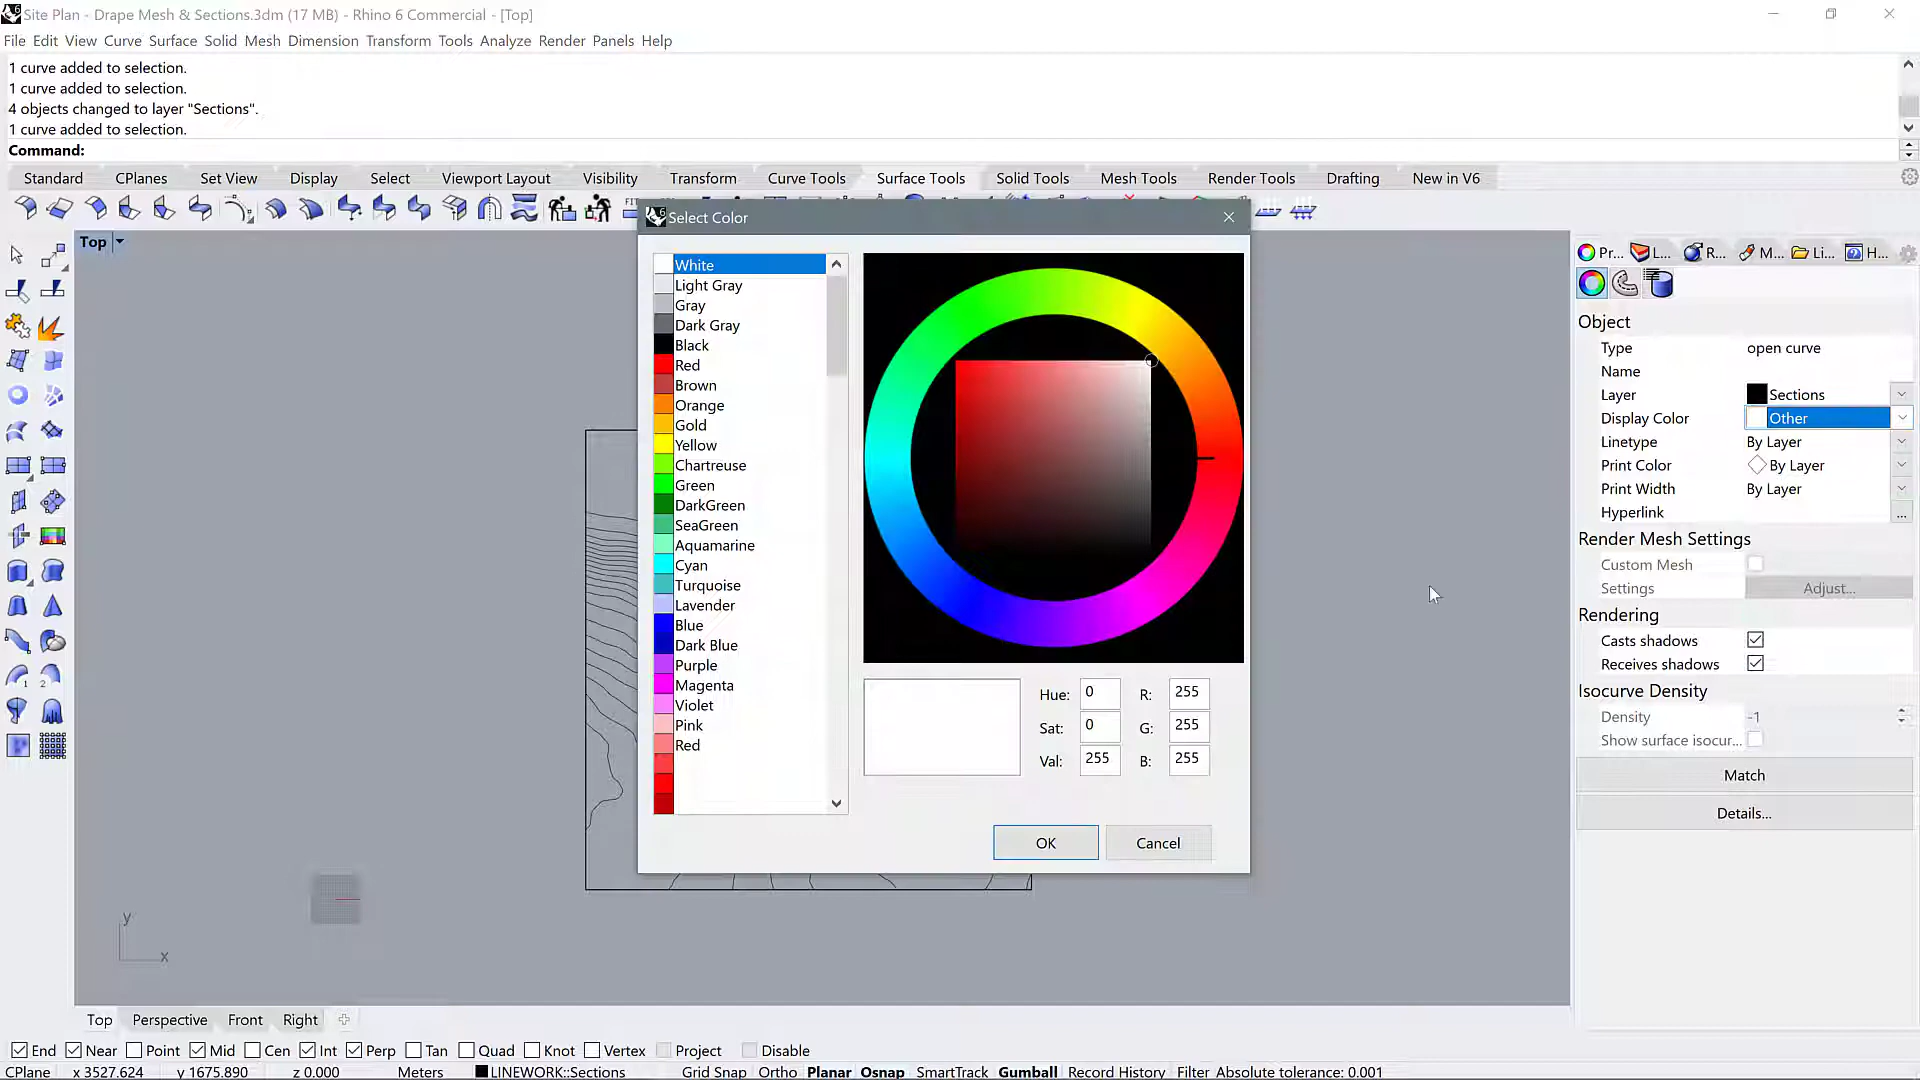 Site Plan - Drape Mesh & Sections.3dm (17 MB) - Rhino 6 Commercial - [Top]
File Edit View Curve Surface Solid Mesh Dimension Transform Tools Analyze Render Panels Help
1 curve added to selection.
1 curve added to selection.
4 objects changed to layer "Sections".
1 curve added to selection.
Command:
Standard CPlanes Set View Display Select Viewport Layout Visibility Transform Curve Tools Surface Tools Solid Tools Mesh Tools Render Tools Drafting New in V6
Select Color
Top
White
Light Gray
Gray
Dark Gray
Black
Red
Brown
Orange
Gold
Yellow
Chartreuse
Green
DarkGreen
SeaGreen
Aquamarine
Cyan
Turquoise
Lavender
Blue
Dark Blue
Purple
Magenta
Violet
Pink
Red
Hue: 0 R: 255
Sat: 0 G: 255
Val: 255 B: 255
OK Cancel
Pr... L... R... M... Li... H...
Object
Type open curve
Name
Layer Sections
Display Color Other
Linetype By Layer
Print Color By Layer
Print Width By Layer
Hyperlink ...
Render Mesh Settings
Custom Mesh
Settings Adjust...
Rendering
Casts shadows
Receives shadows
Isocurve Density
Density -1
Show surface isocur...
Match
Details...
y
x
Top Perspective Front Right
End Near Point Mid Cen Int Perp Tan Quad Knot Vertex Project Disable
CPlane x 3527.624 y 1675.890 z 0.000 Meters LINEWORK::Sections Grid Snap Ortho Planar Osnap SmartTrack Gumball Record History Filter Absolute tolerance: 0.001